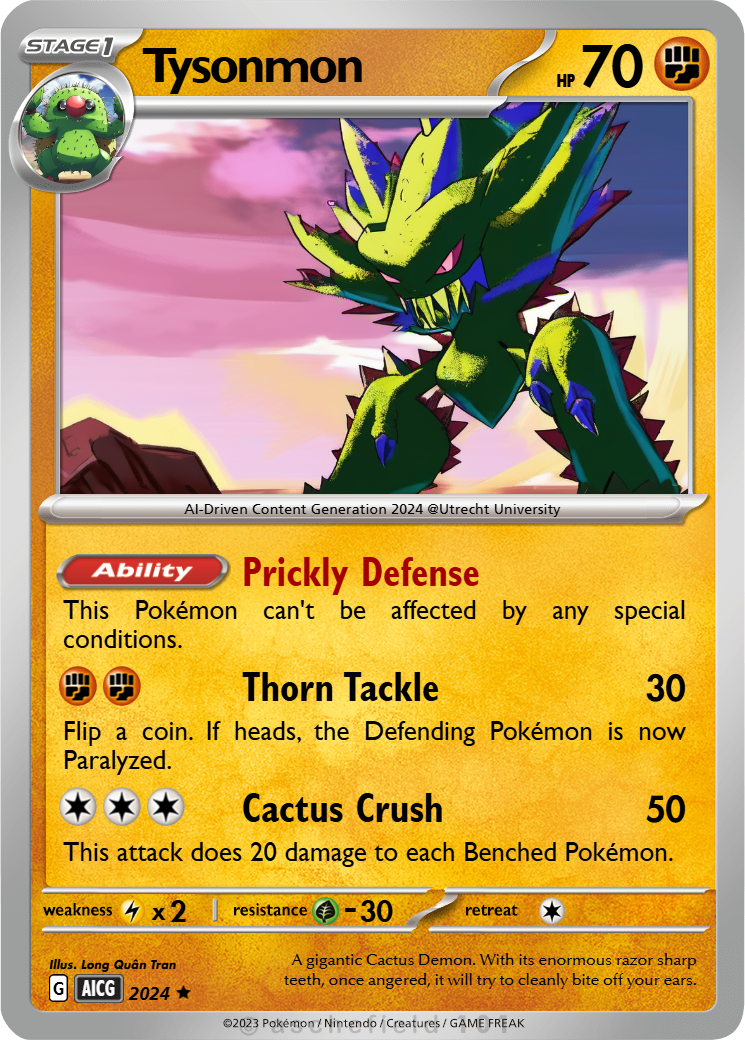 STAGE1
Tysonmon
HP 70
AI-Driven Content Generation 2024 @Utrecht University
Ability Prickly Defense
This Pokémon can't be affected by any special
conditions.
Thorn Tackle 30
Flip a coin. If heads, the Defending Pokémon is now
Paralyzed.
Cactus Crush 50
This attack does 20 damage to each Benched Pokémon.
weakness x2 resistance -30 retreat
Illus. Long Quân Tran
G AICG 2024
A gigantic Cactus Demon. With its enormous razor sharp
teeth, once angered, it will try to cleanly bite off your ears.
©2023 Pokémon / Nintendo / Creatures / GAME FREAK